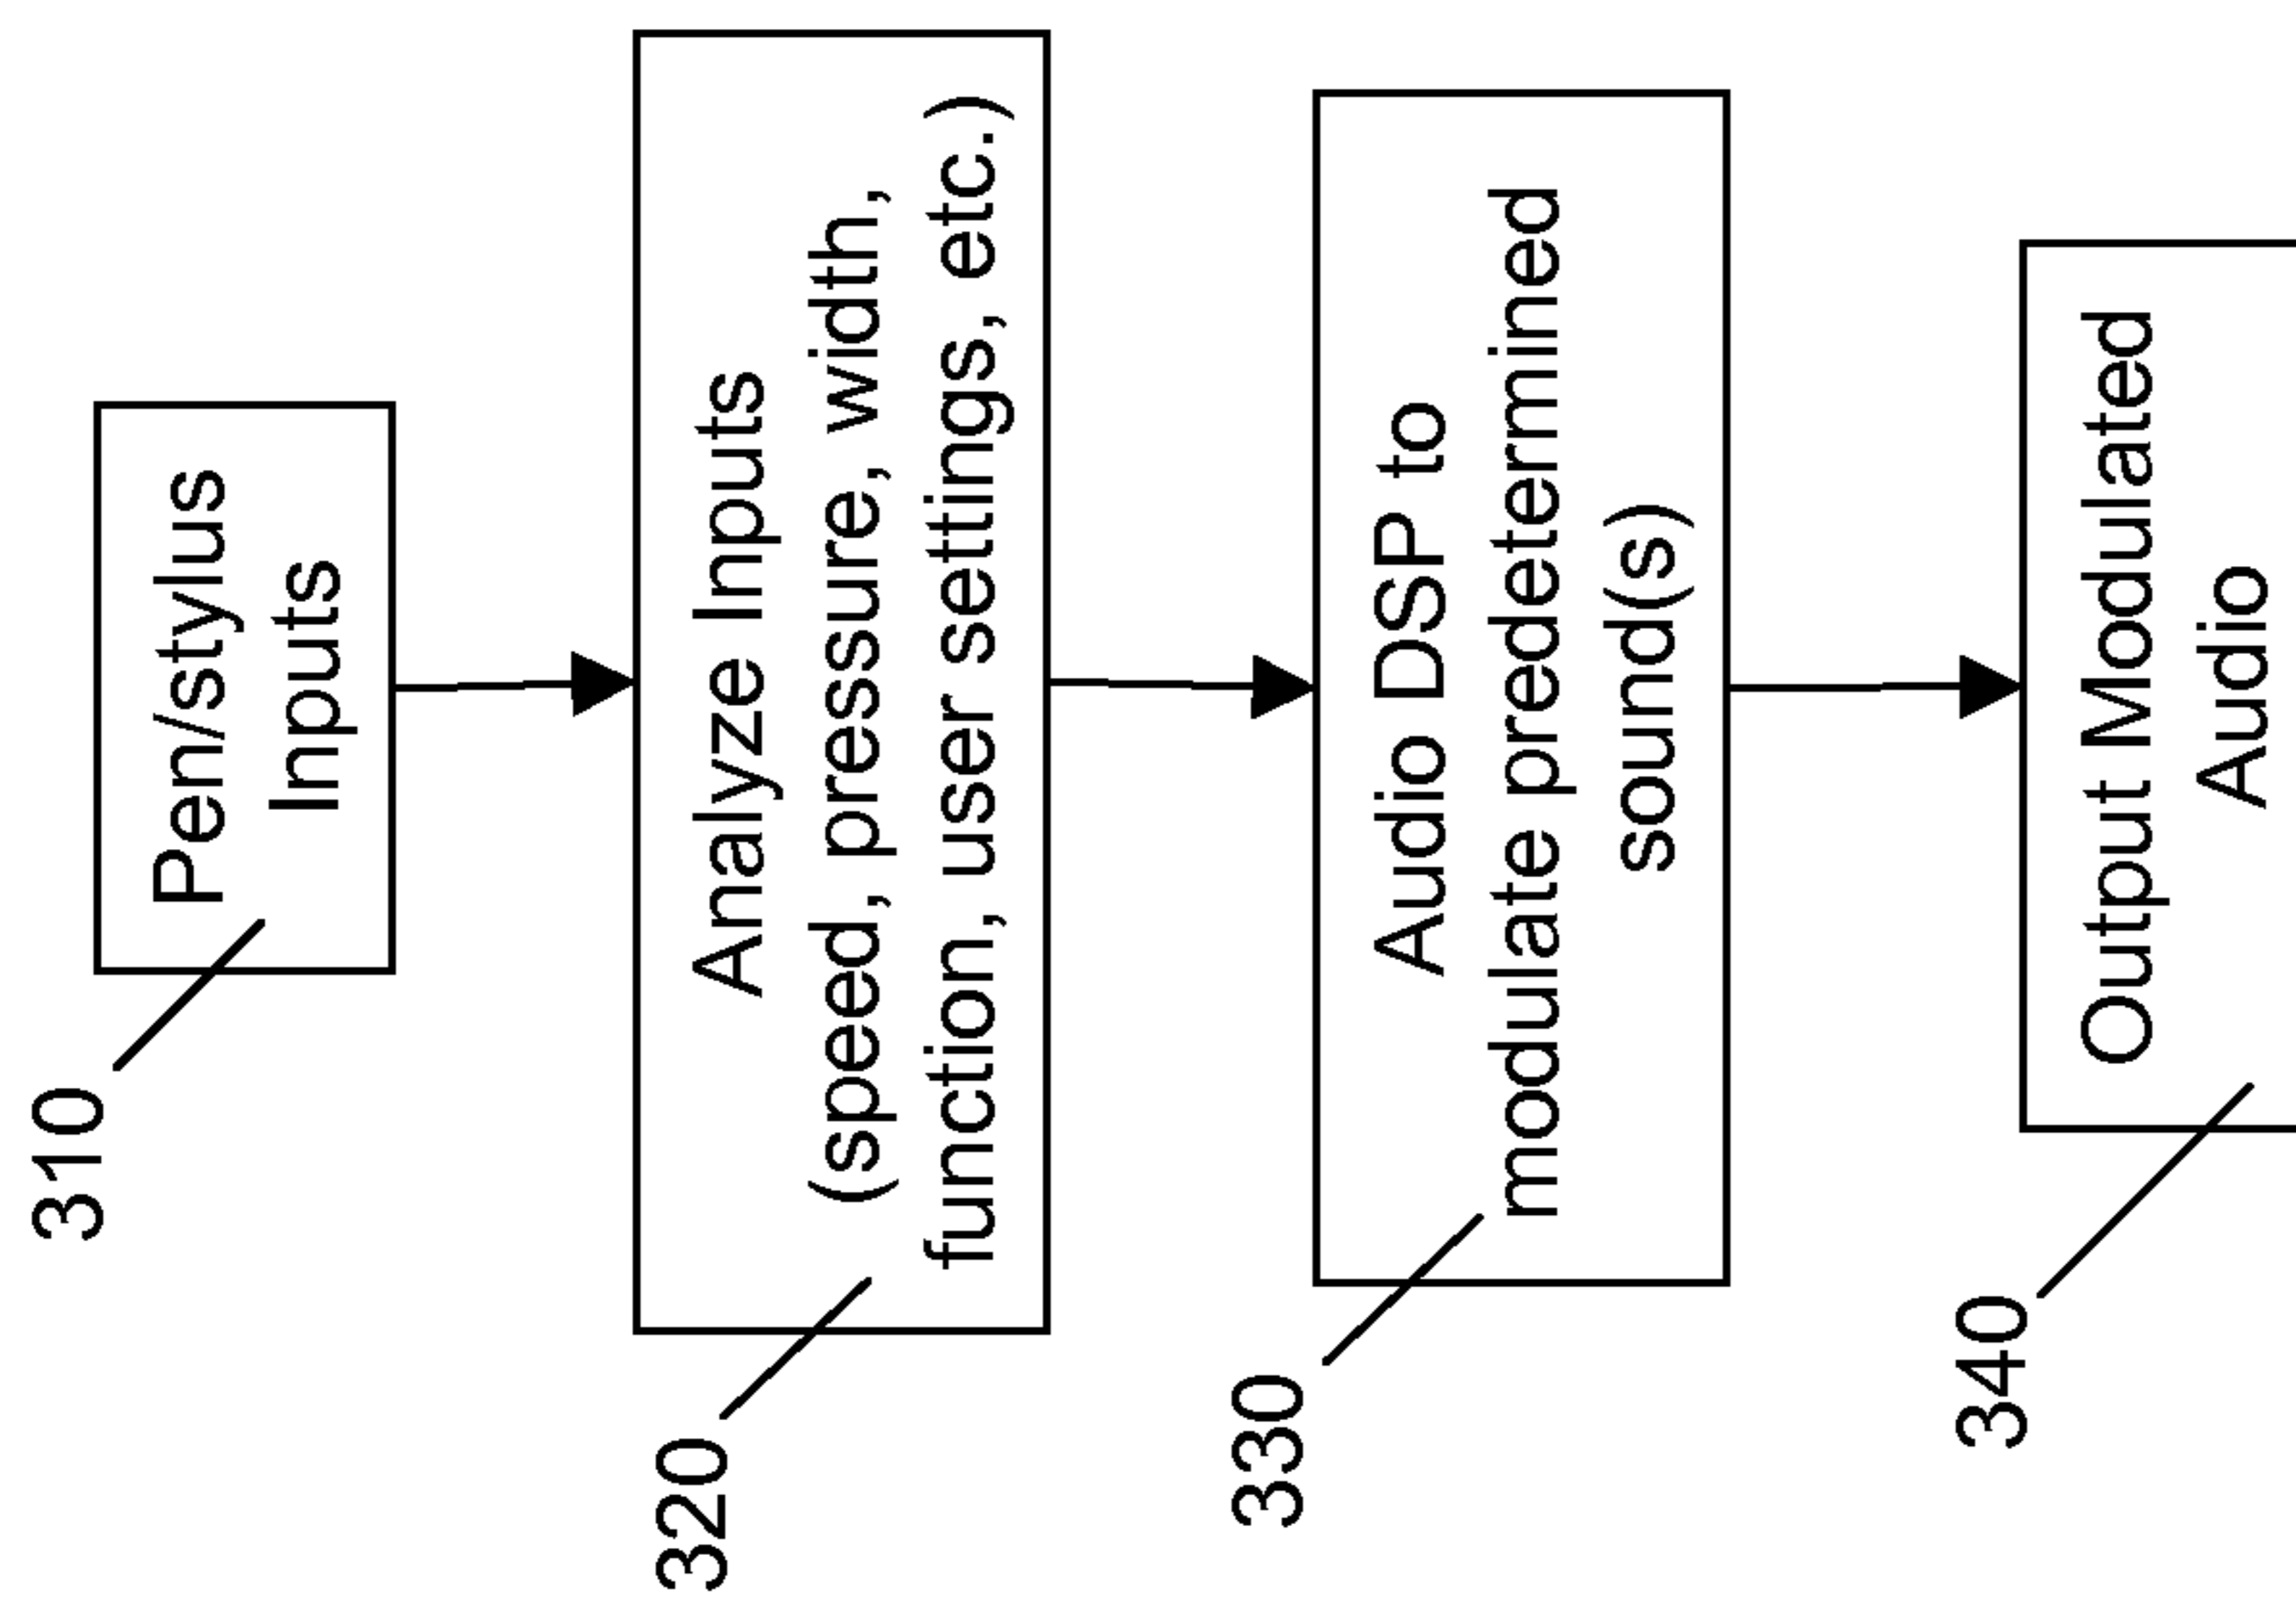 310
Pen/stylus
Inputs
320
Analyze Inputs
(speed, pressure, width,
function, user settings, etc.)
330
Audio DSP to
modulate predetermined
sound(s)
340
Output Modulated
Audio